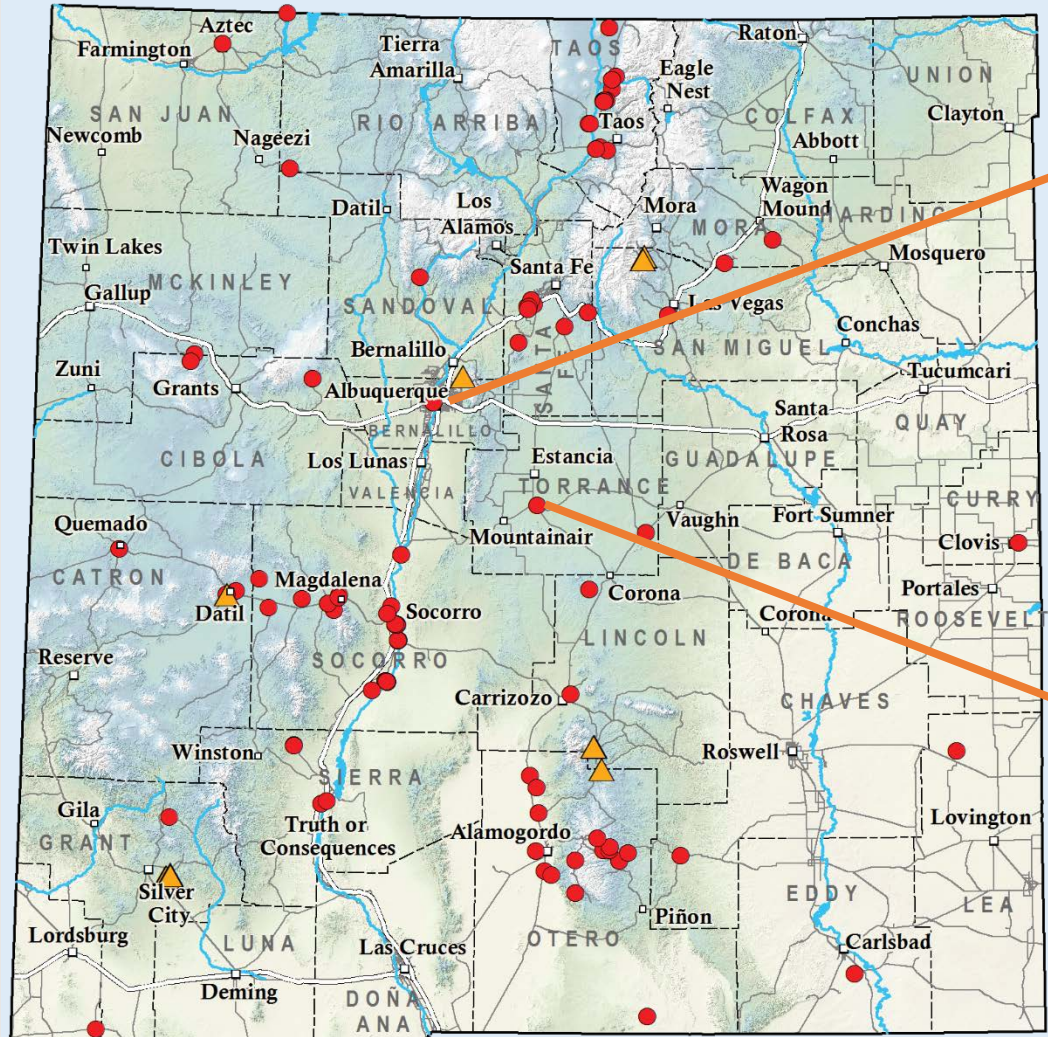 Aztec
Farmington
Tierra
Amarilla
TAOS
Raton
Eagle
Nest
UNION
SAN JUAN
RIO ARRIBA
COLFAX
Clayton
Newcomb
Nageezi
Taos
Abbott
Datil
Los
Alamos
Mora
Wagon
Mound
MORA
HARDING
Twin Lakes
MCKINLEY
Santa Fe
Mosquero
Gallup
SANDOVAL
Las Vegas
Conchas
SAN MIGUEL
Bernalillo
SANTA
FE
Zuni
Grants
Albuquerque
Tucumcari
BERNALILLO
Santa
Rosa
QUAY
CIBOLA
Los Lunas
Estancia
GUADALUPE
VALENCIA
TORRANCE
CURRY
Quemado
Mountainair
Vaughn
Fort Sumner
Clovis
CATRON
Magdalena
DE BACA
Datil
Socorro
Corona
Portales
Corona
ROOSEVELT
LINCOLN
Reserve
SOCORRO
Carrizozo
CHAVES
Winston
Roswell
SIERRA
Gila
GRANT
Truth or
Consequences
Alamogordo
Lovington
Silver
City
EDDY
LEA
Piñon
Lordsburg
LUNA
Las Cruces
OTERO
Carlsbad
Deming
DOÑA
ANA